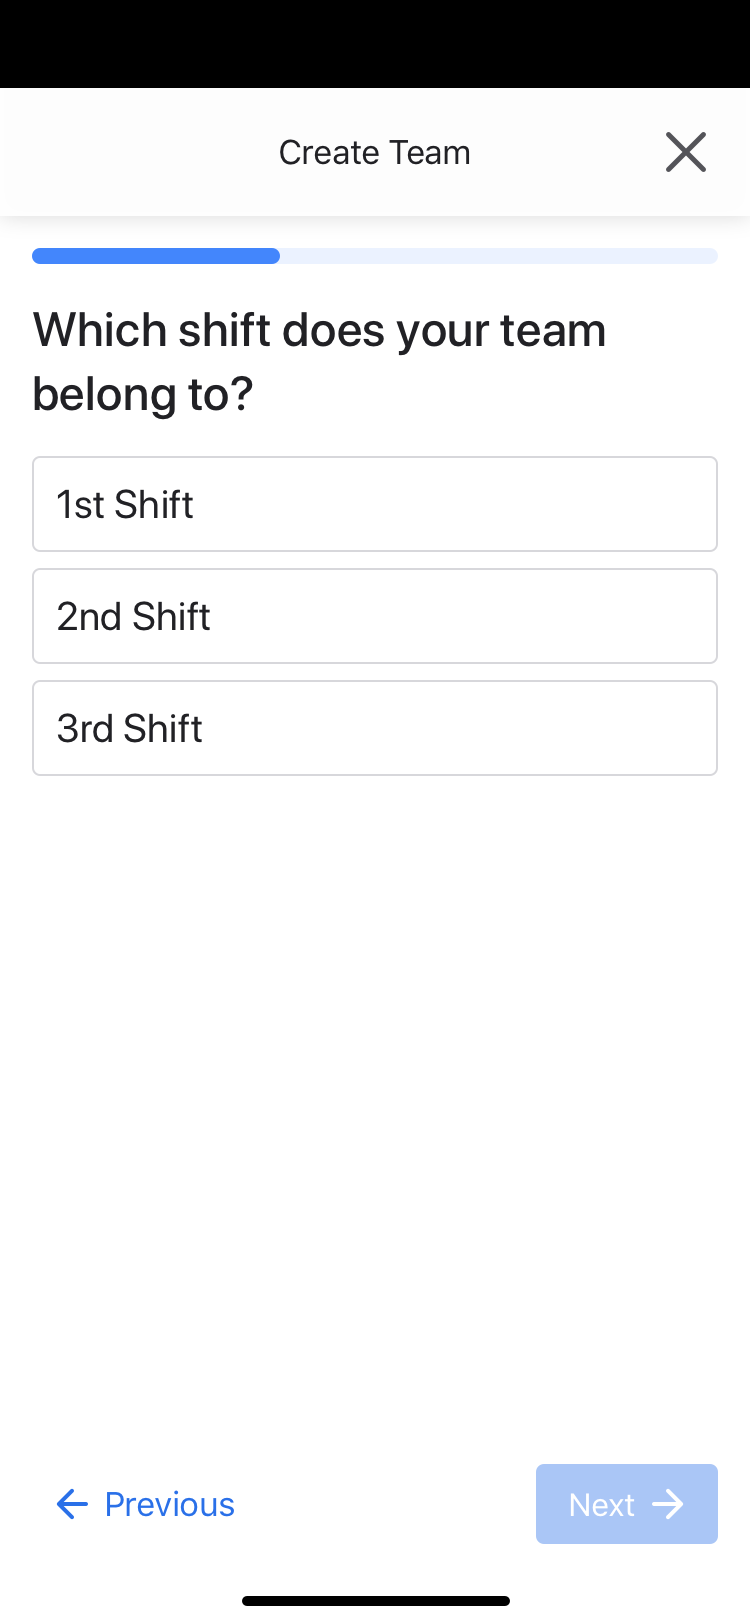 Create Team
Which shift does your team
belong to?
1st Shift
2nd Shift
3rd Shift
Previous
Next